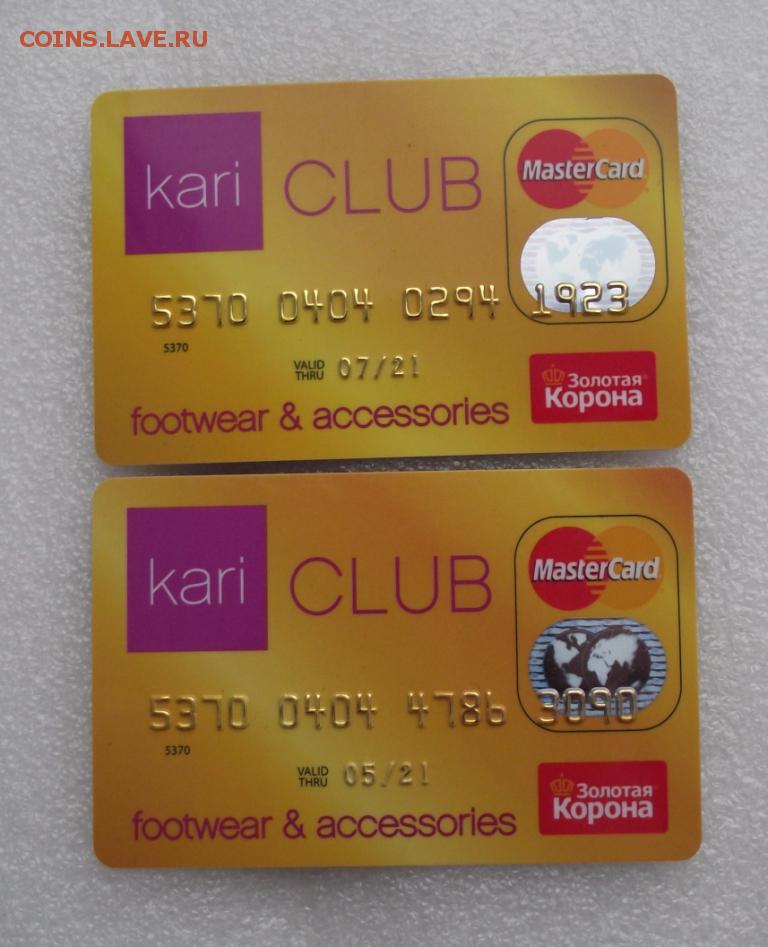 COINS.LAVE.RU
kari CLUB
MasterCard
5370 0404 0294 1923
5370
VALID THRU 07/21
Золотая Корона
footwear & accessories
kari CLUB
MasterCard
5370 0404 4786 3090
5370
VALID THRU 05/21
Золотая Корона
footwear & accessories